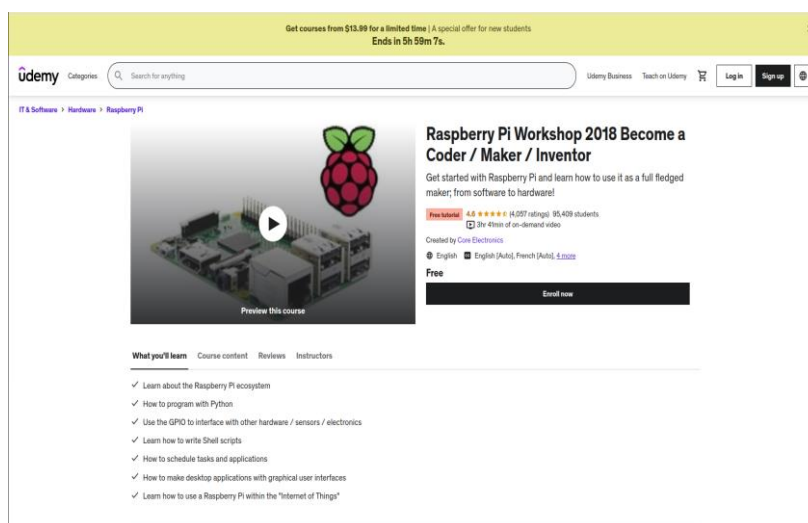 Get courses from $13.99 for a limited time | A special offer for new students
Ends in 5h 59m 7s.
ûdemy Categories Search for anything Udemy Business Teach on Udemy Log in Sign up
IT & Software > Hardware > Raspberry Pi
Preview this course
Raspberry Pi Workshop 2018 Become a
Coder / Maker / Inventor
Get started with Raspberry Pi and learn how to use it as a full fledged
maker; from software to hardware!
Free tutorial 4.6 (4,057 ratings) 95,409 students
3hr 41min of on-demand video
Created by Core Electronics
English English [Auto], French [Auto], 4 more
Free
Enroll now
What you'll learn Course content Reviews Instructors
Learn about the Raspberry Pi ecosystem
How to program with Python
Use the GPIO to interface with other hardware / sensors / electronics
Learn how to write Shell scripts
How to schedule tasks and applications
How to make desktop applications with graphical user interfaces
Learn how to use a Raspberry Pi within the "Internet of Things"